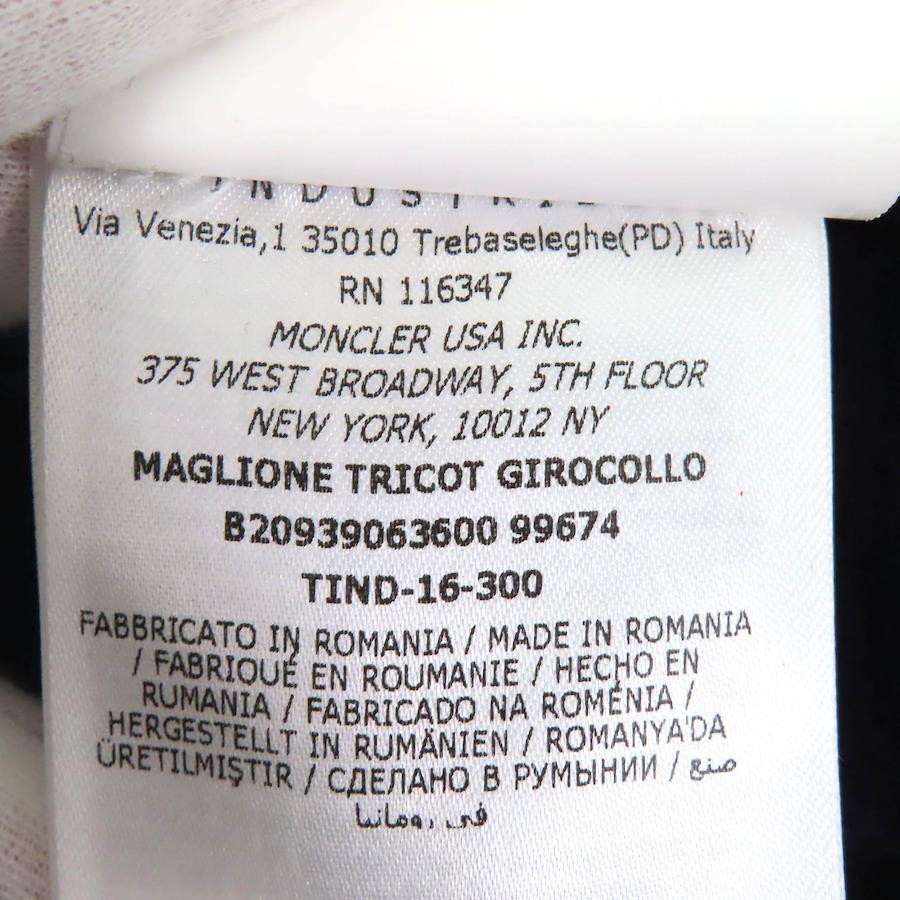 Via Venezia,1 35010 Trebaseleghe(PD) Italy
RN 116347
MONCLER USA INC.
375 WEST BROADWAY, 5TH FLOOR
NEW YORK, 10012 NY
MAGLIONE TRICOT GIROCOLLO
B20939063600 99674
TIND-16-300
FABBRICATO IN ROMANIA / MADE IN ROMANIA
/ FABRIQUÉ EN ROUMANIE / HECHO EN
RUMANIA / FABRICADO NA ROMÉNIA /
HERGESTELLT IN RUMÄNIEN / ROMANYA'DA
ÜRETILMIŞTIR / СДЕЛАНО В РУМЫНИИ / صنع
في رومانيا